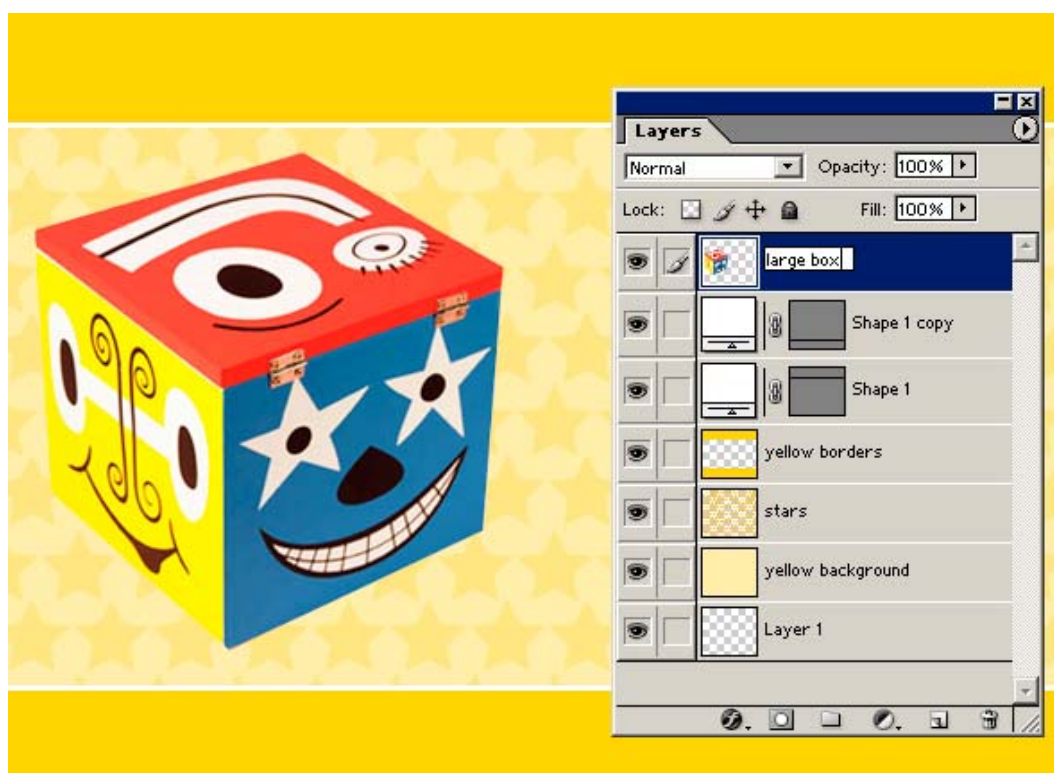 Layers
Normal Opacity: 100%
Lock: Fill: 100%
large box
Shape 1 copy
Shape 1
yellow borders
stars
yellow background
Layer 1